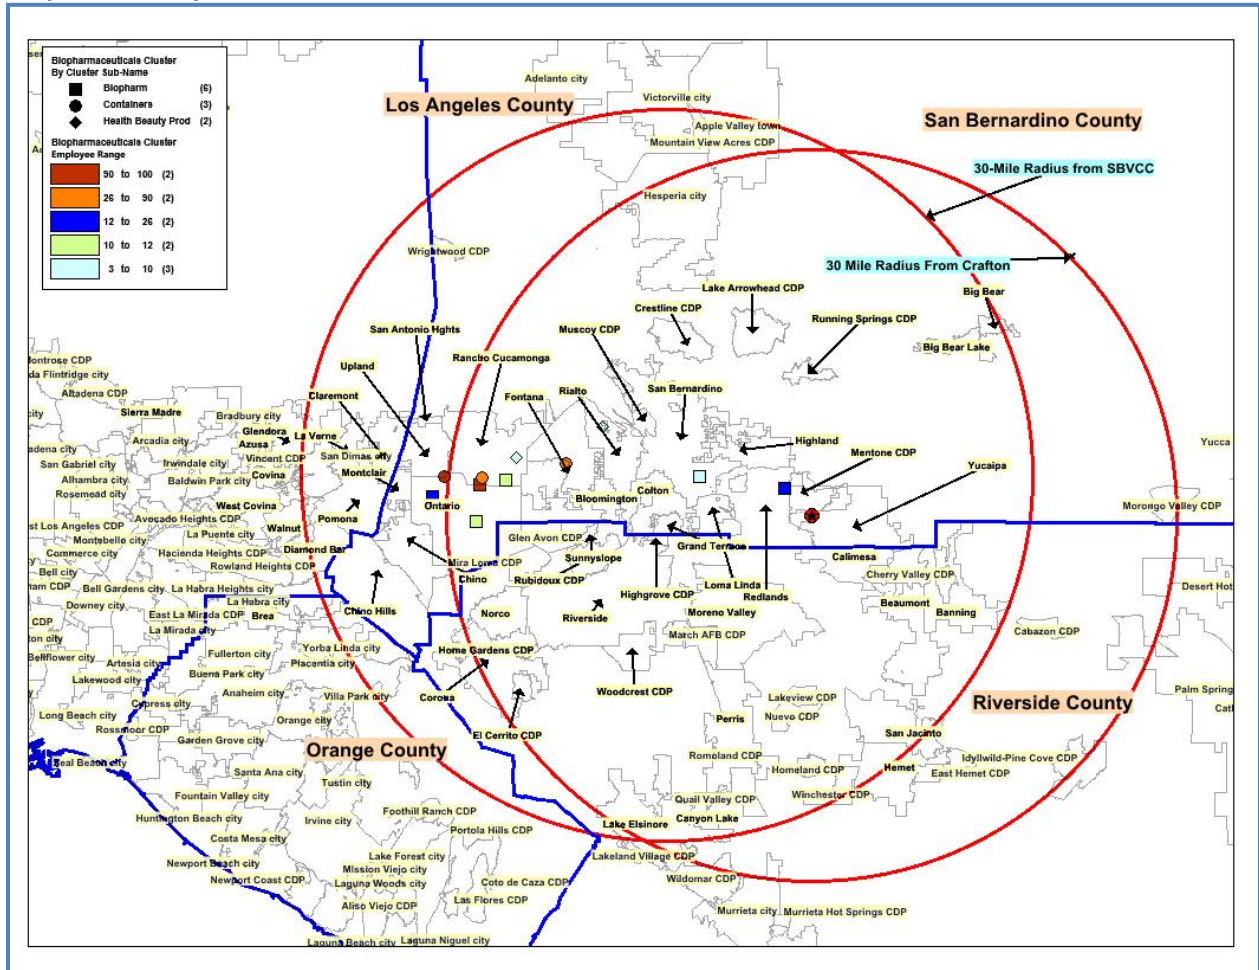 Biopharmaceuticals Cluster
By Cluster Sub-Name
Biopharm (6)
Containers (3)
Health Beauty Prod (2)
Biopharmaceuticals Cluster
Employee Range
90 to 100 (2)
26 to 90 (2)
12 to 26 (2)
10 to 12 (2)
3 to 10 (3)
Adelanto city
Los Angeles County
Victorville city
San Bernardino County
Apple Valley town
Mountain View Acres CDP
30-Mile Radius from SBVCC
Hesperia city
Wrightwood CDP
30 Mile Radius From Crafton
Lake Arrowhead CDP
Big Bear
Crestline CDP
Running Springs CDP
San Antonio Hghts
Muscoy CDP
Big Bear Lake
Rancho Cucamonga
Upland
Claremont
Fontana
Rialto
San Bernardino
Montrose CDP
Flintridge city
Altadena CDP
Sierra Madre
Bradbury city
Glendora
La Verne
Azusa
Arcadia city
Highland
Yucca
San Gabriel city
Irwindale city
Vincent CDP
San Dimas city
Mentone CDP
Yucaipa
Alhambra city
Baldwin Park city
Covina
Montclair
Rosemead city
West Covina
Ontario
Bloomington
Colton
Morongo Valley CDP
Pomona
st Los Angeles CDP
Avocado Heights CDP
Walnut
La Puente city
Montebello city
Glen Avon CDP
Grand Terrace
Commerce city
Hacienda Heights CDP
Diamond Bar
Sunnyslope
Calimesa
Rowland Heights CDP
Mira Loma CDP
Bell city
Chino
Rubidoux CDP
Cherry Valley CDP
Desert Hot
Bell Gardens city
La Habra Heights city
Loma Linda
Highgrove CDP
Redlands
Downey city
La Habra city
Chino Hills
Norco
Riverside
Moreno Valley
Beaumont
Banning
CDP
East La Mirada CDP
Brea
La Mirada city
March AFB CDP
Cabazon CDP
ton city
Bellflower city
Artesia city
Fullerton city
Yorba Linda city
Home Gardens CDP
Placentia city
Lakewood city
Buena Park city
Anaheim city
Villa Park city
Corona
Woodcrest CDP
Lakeview CDP
Palm Spring
Cypress city
Riverside County
Long Beach city
Orange city
Perris
Nuevo CDP
Rossmoor CDP
Garden Grove city
El Cerrito CDP
San Jacinto
Orange County
Seal Beach city
Romoland CDP
Idyllwild-Pine Cove CDP
Santa Ana city
Homeland CDP
Hemet
East Hemet CDP
Tustin city
Fountain Valley city
Quail Valley CDP
Winchester CDP
Foothill Ranch CDP
Huntington Beach city
Irvine city
Lake Elsinore
Canyon Lake
Portola Hills CDP
Costa Mesa city
Newport Beach city
Lake Forest city
Lakeland Village CDP
Mission Viejo city
Newport Coast CDP
Laguna Woods city
Coto de Caza CDP
Wildomar CDP
Aliso Viejo CDP
Las Flores CDP
Murrieta city
Murrieta Hot Springs CDP
Laguna Beach city
Laguna Niguel city